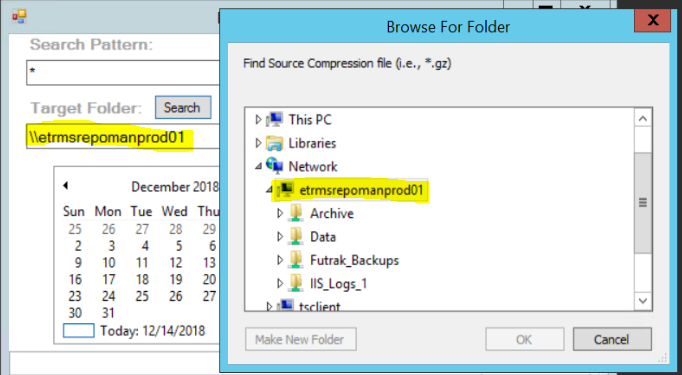 Search Pattern:
*
Target Folder: Search
\\etrmsrepomanprod01
December 2018
Sun Mon Tue Wed Thu
25 26 27 28 29
2 3 4 5 6
9 10 11 12 13
16 17 18 19 20
23 24 25 26 27
30 31
Today: 12/14/2018
Browse For Folder
X
Find Source Compression file (i.e., *.gz)
This PC
Libraries
Network
etrmsrepomanprod01
Archive
Data
Futrak_Backups
IIS_Logs_1
tsclient
Make New Folder OK Cancel